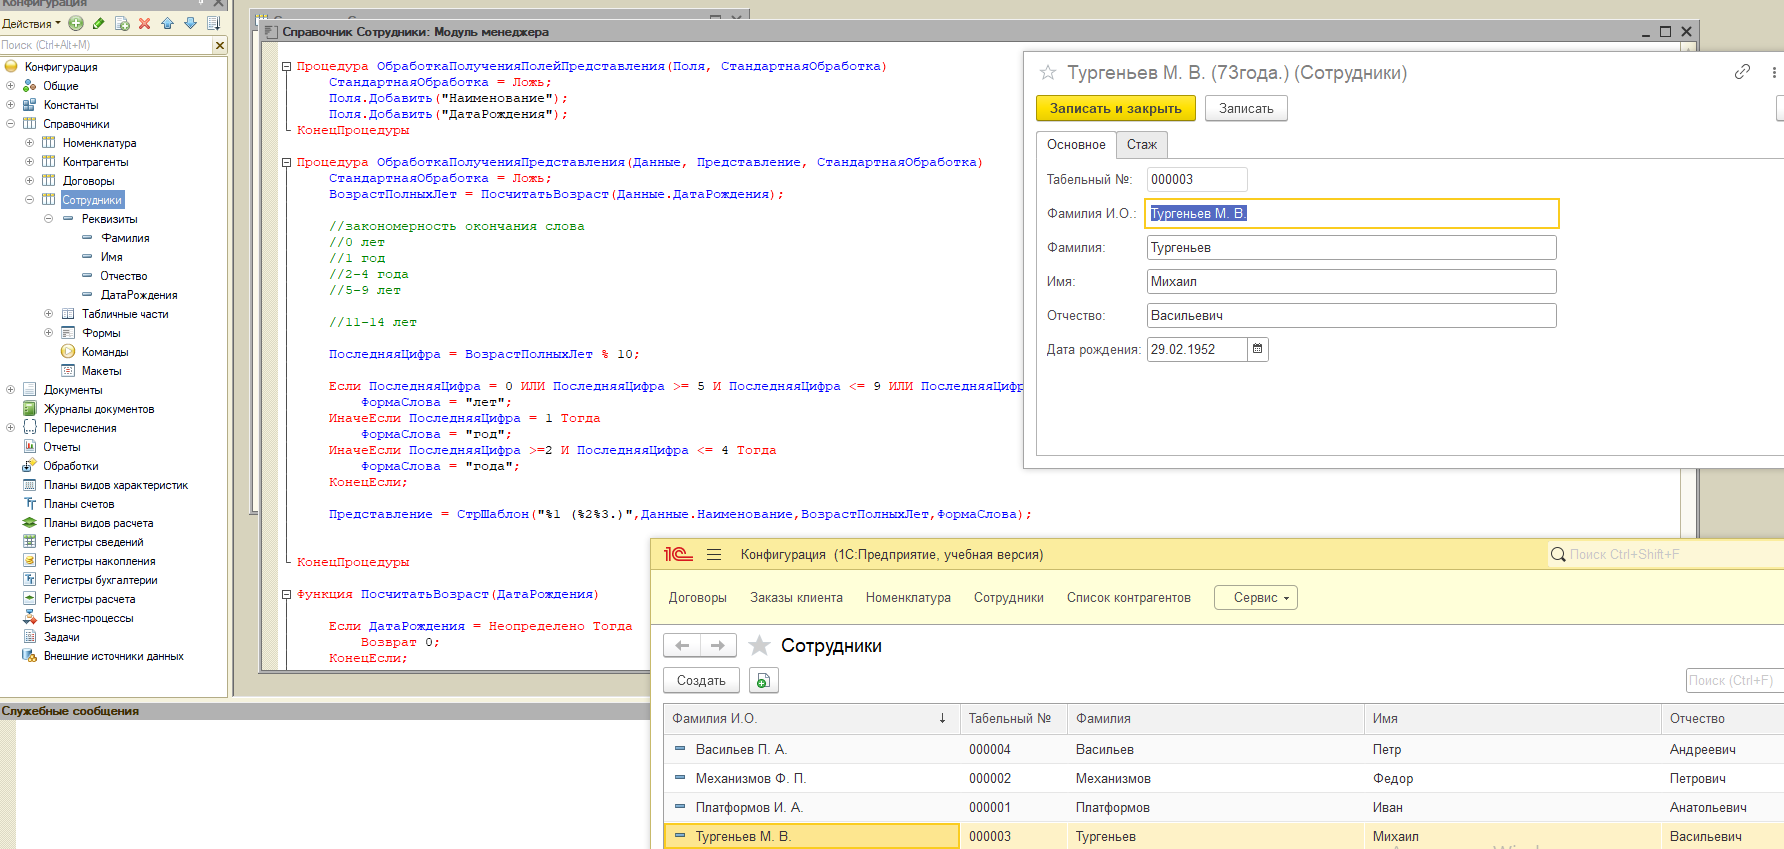 Конфигурация
Действия
Поиск (Ctrl+Alt+M)
Конфигурация
Общие
Константы
Справочники
Номенклатура
Контрагенты
Договоры
Сотрудники
Реквизиты
Фамилия
Имя
Отчество
ДатаРождения
Табличные части
Формы
Команды
Макеты
Документы
Журналы документов
Перечисления
Отчеты
Обработки
Планы видов характеристик
Планы счетов
Планы видов расчета
Регистры сведений
Регистры накопления
Регистры бухгалтерии
Регистры расчета
Бизнес-процессы
Задачи
Внешние источники данных
Служебные сообщения
Справочник Сотрудники: Модуль менеджера
Процедура ОбработкаПолученияПолейПредставления(Поля, СтандартнаяОбработка)
СтандартнаяОбработка = Ложь;
Поля.Добавить("Наименование");
Поля.Добавить("ДатаРождения");
КонецПроцедуры
Процедура ОбработкаПолученияПредставления(Данные, Представление, СтандартнаяОбработка)
СтандартнаяОбработка = Ложь;
ВозрастПолныхЛет = ПосчитатьВозраст(Данные.ДатаРождения);
//закономерность окончания слова
//0 лет
//1 год
//2-4 года
//5-9 лет
//11-14 лет
ПоследняяЦифра = ВозрастПолныхЛет % 10;
Если ПоследняяЦифра = 0 ИЛИ ПоследняяЦифра >= 5 И ПоследняяЦифра <= 9 ИЛИ ПоследняяЦифр
ФормаСлова = "лет";
ИначеЕсли ПоследняяЦифра = 1 Тогда
ФормаСлова = "год";
ИначеЕсли ПоследняяЦифра >=2 И ПоследняяЦифра <= 4 Тогда
ФормаСлова = "года";
КонецЕсли;
Представление = СтрШаблон("%1 (%2%3.)",Данные.Наименование,ВозрастПолныхЛет,ФормаСлова);
КонецПроцедуры
Функция ПосчитатьВозраст(ДатаРождения)
Если ДатаРождения = Неопределено Тогда
Возврат 0;
КонецЕсли;
Тургеньев М. В. (73года.) (Сотрудники)
Записать и закрыть Записать
Основное Стаж
Табельный №: 000003
Фамилия И.О.: Тургеньев М. В.
Фамилия: Тургеньев
Имя: Михаил
Отчество: Васильевич
Дата рождения: 29.02.1952
1С Конфигурация (1С:Предприятие, учебная версия) Поиск Ctrl+Shift+F
Договоры Заказы клиента Номенклатура Сотрудники Список контрагентов Сервис
Сотрудники
Создать Поиск (Ctrl+F)
Фамилия И.О. ↓ Табельный № Фамилия Имя Отчество
Васильев П. А. 000004 Васильев Петр Андреевич
Механизмов Ф. П. 000002 Механизмов Федор Петрович
Платформов И. А. 000001 Платформов Иван Анатольевич
Тургеньев М. В. 000003 Тургеньев Михаил Васильевич